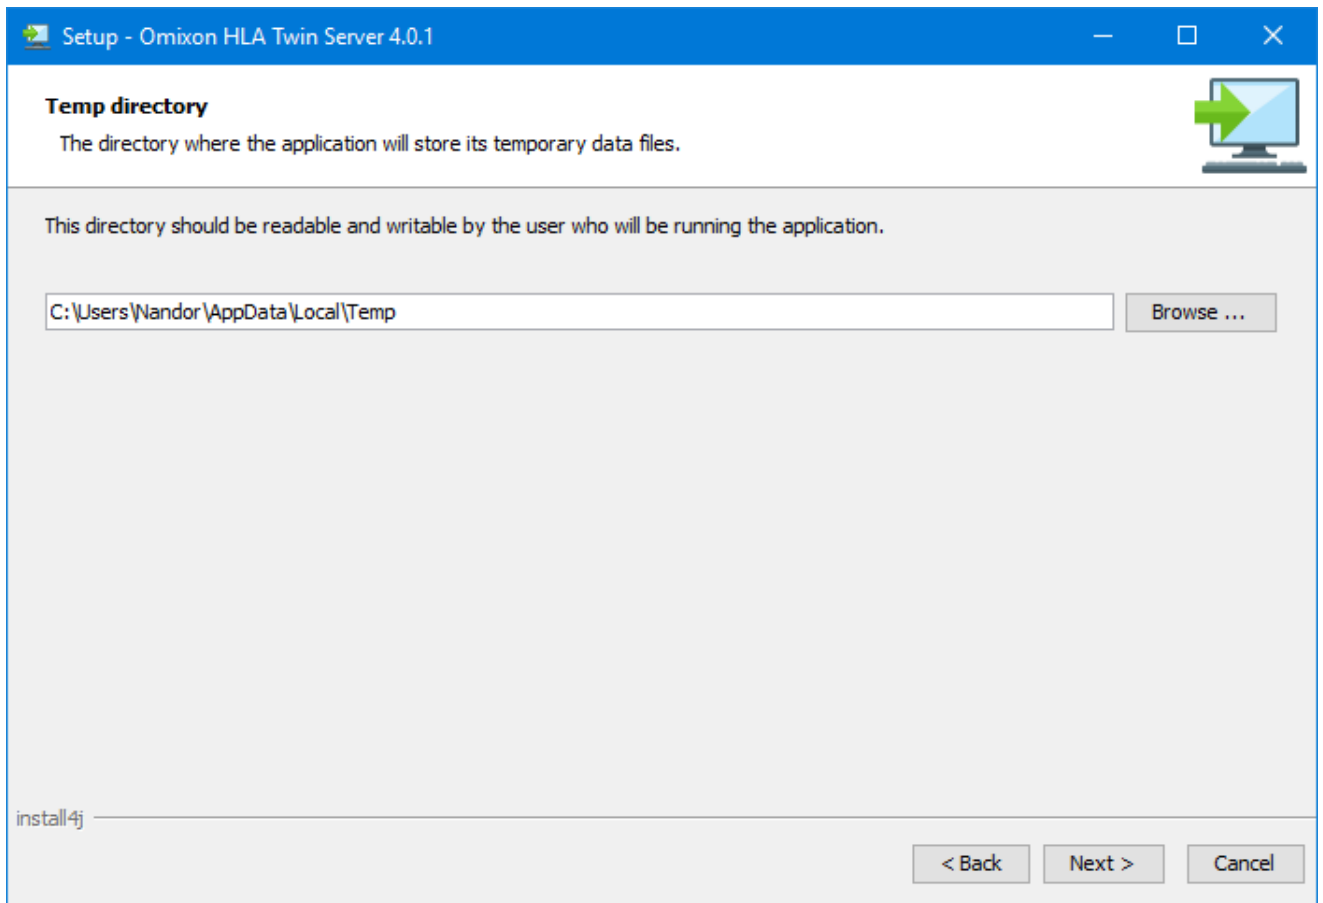 Setup - Omixon HLA Twin Server 4.0.1
Temp directory
The directory where the application will store its temporary data files.
This directory should be readable and writable by the user who will be running the application.
C:\Users\Nandor\AppData\Local\Temp
Browse ...
install4j
< Back
Next >
Cancel